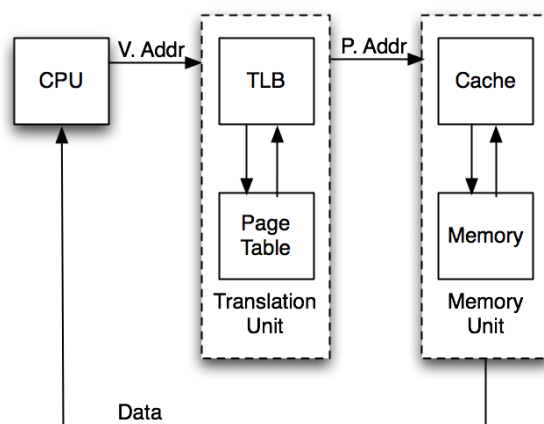 V. Addr
P. Addr
CPU
TLB
Cache
Page
Table
Memory
Translation
Unit
Memory
Unit
Data